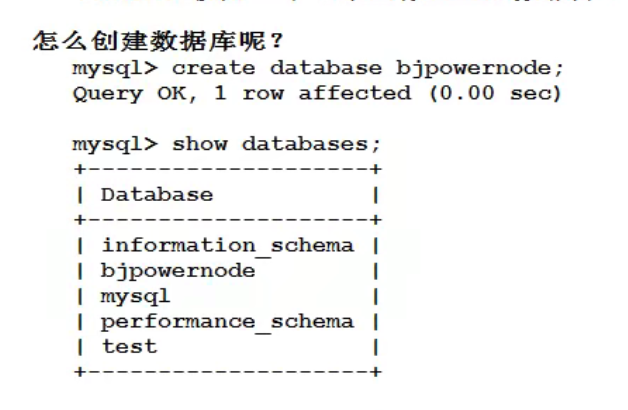 怎么创建数据库呢？
mysql> create database bjpowernode;
Query OK, 1 row affected (0.00 sec)
mysql> show databases;
+--------------------+
| Database           |
+--------------------+
| information_schema |
| bjpowernode        |
| mysql              |
| performance_schema |
| test               |
+--------------------+